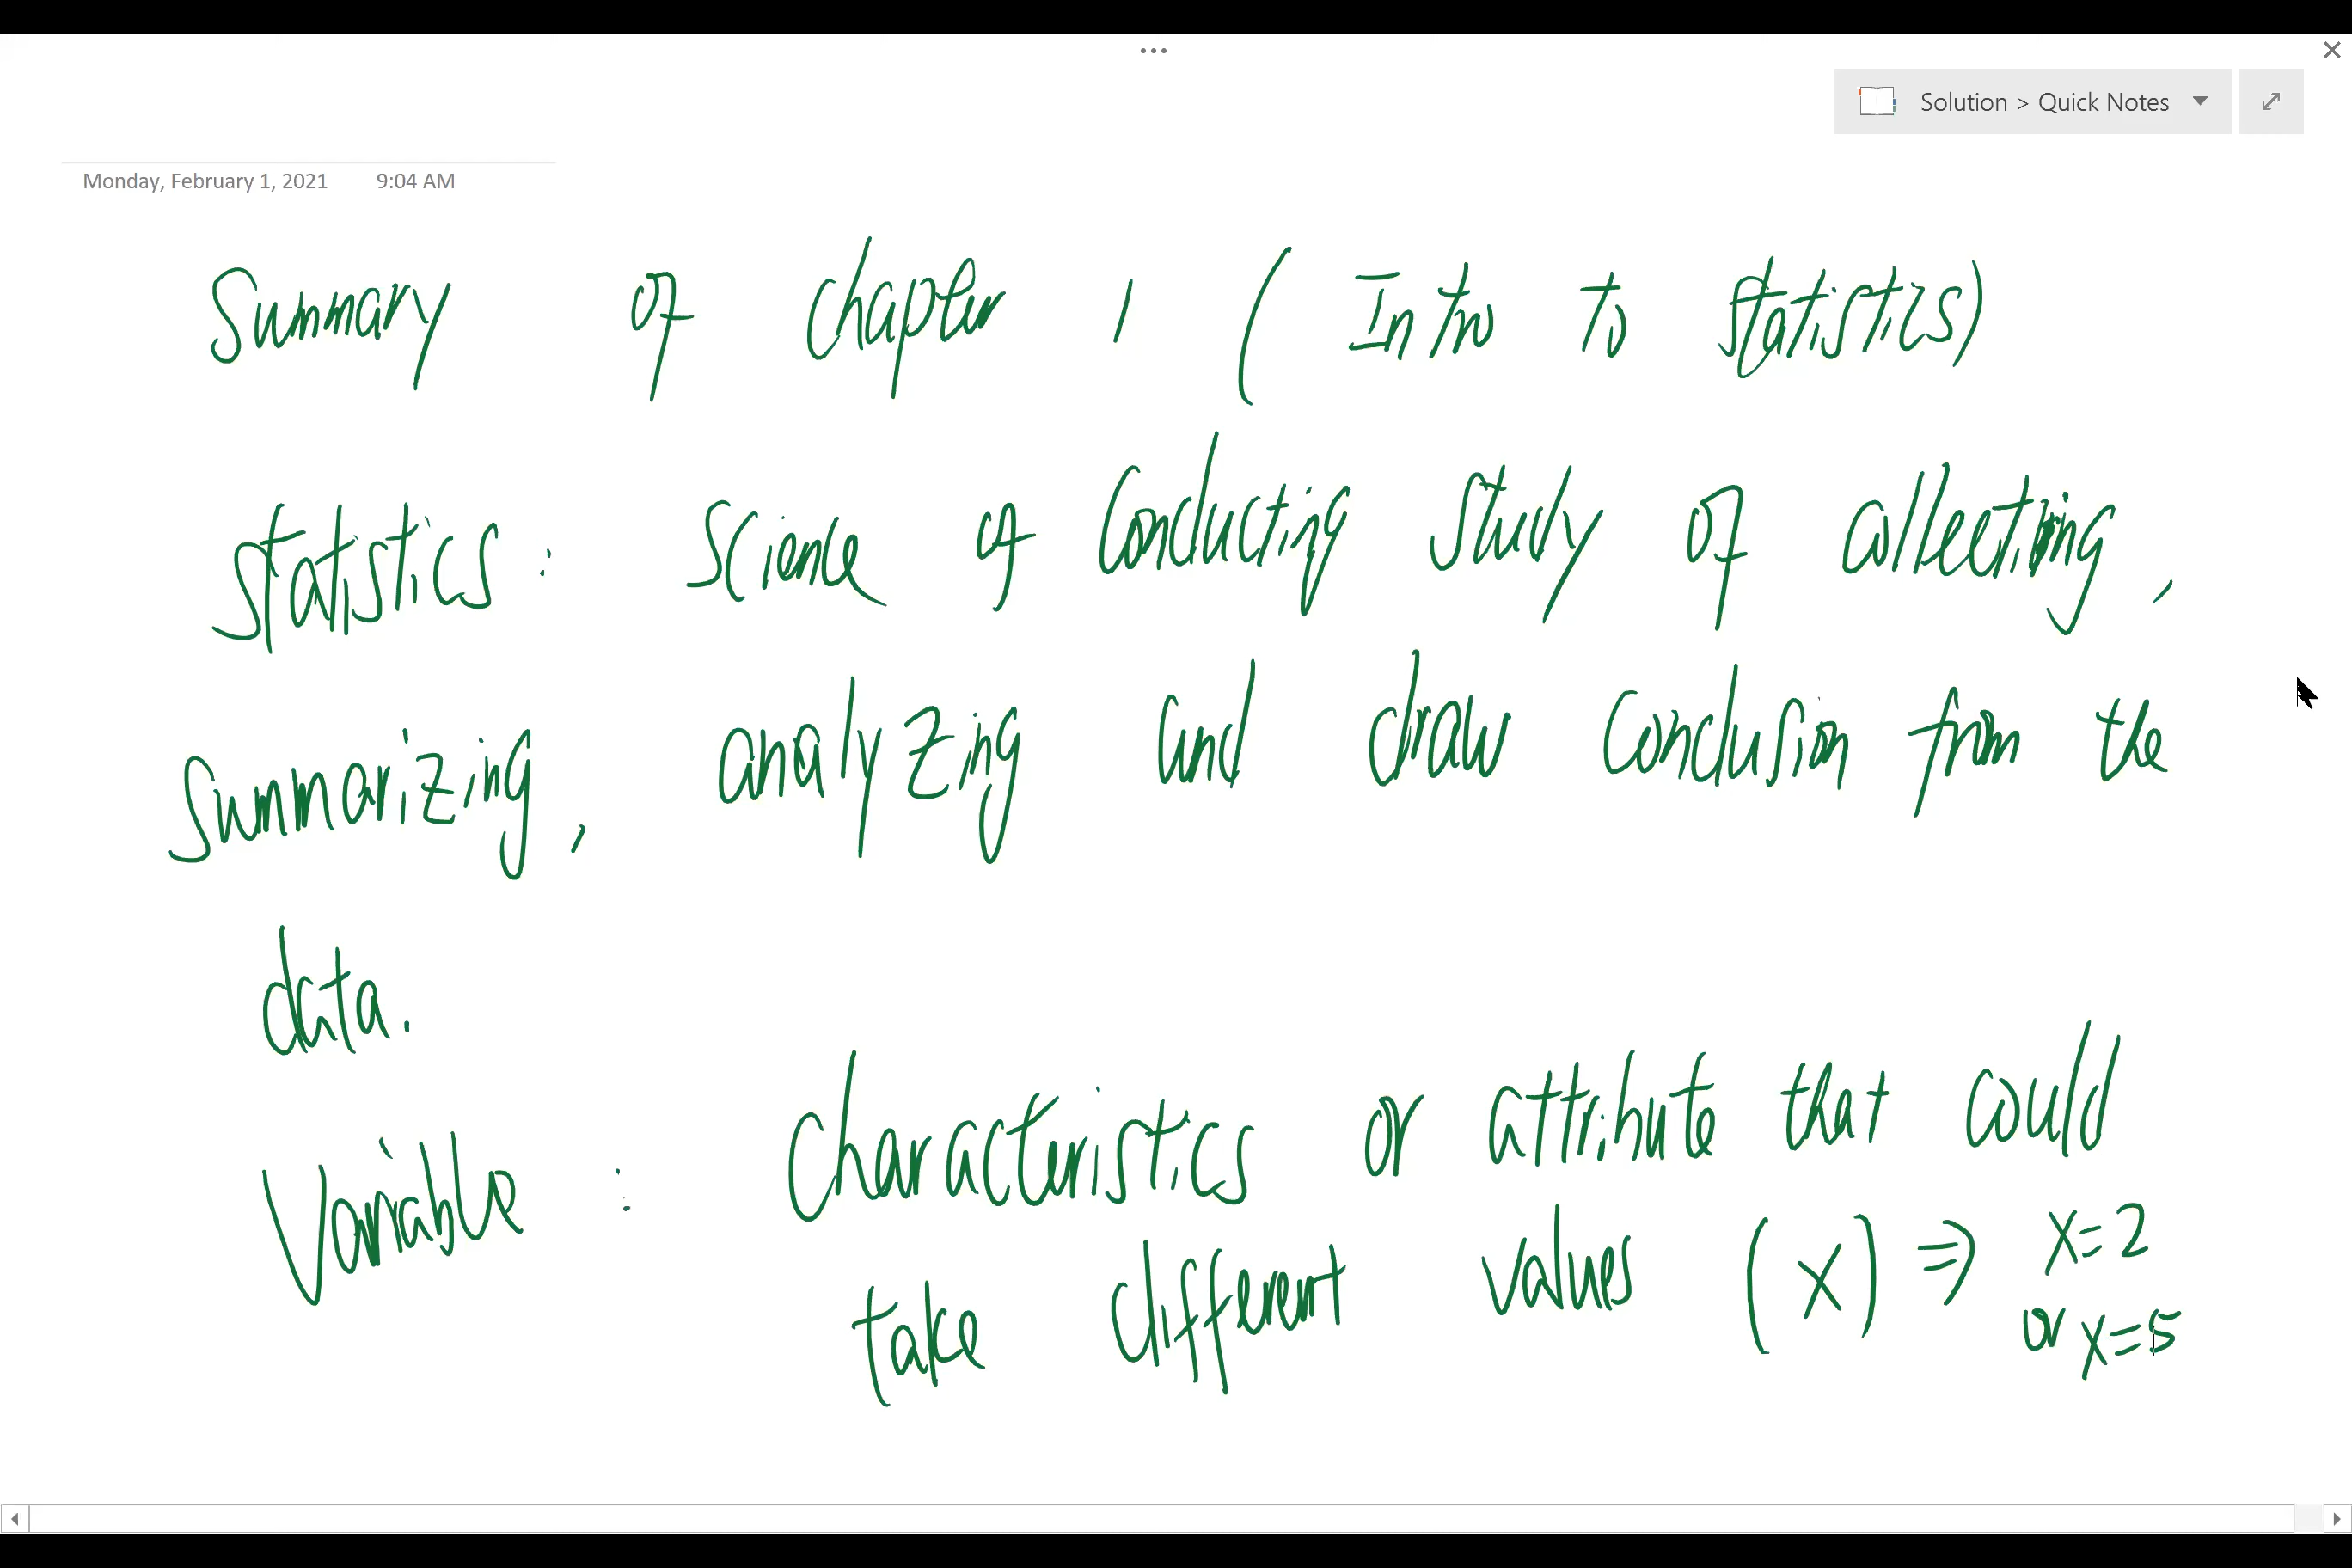 Solution > Quick Notes
Monday, February 1, 2021 9:04 AM
Summary of Chapter 1 ( Intro to Statistics)
Statistics : Science of Conducting Study of collecting,
Summarizing, analyzing and draw Conclusion from the
data.
Variable : Characteristics or attribute that could
take different values (X) ⇒ X=2
or X=5